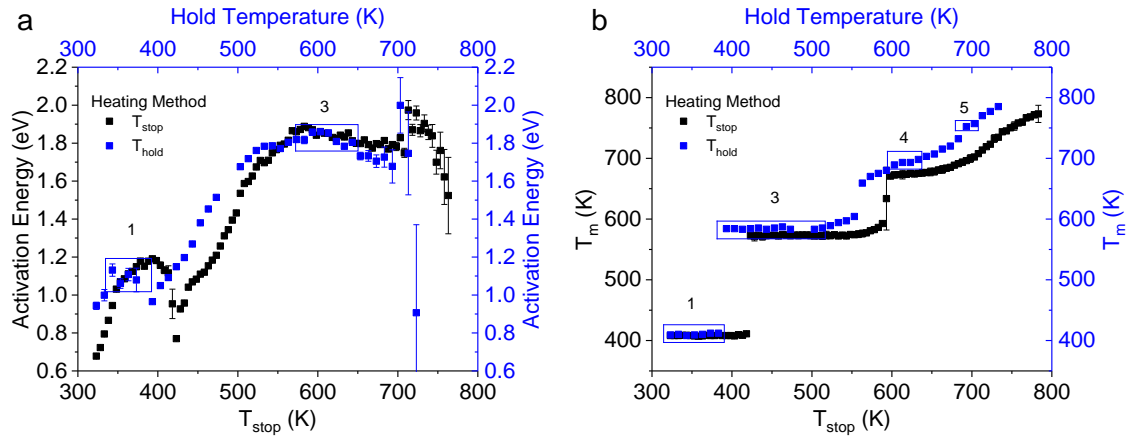 a
Hold Temperature (K)
300 400 500 600 700 800
2.2 2.2
2.0 2.0
1.8 1.8
1.6 1.6
1.4 1.4
1.2 1.2
1.0 1.0
0.8 0.8
0.6 0.6
300 400 500 600 700 800
Activation Energy (eV)
Activation Energy (eV)
Heating Method
T_stop
T_hold
1
3
T_stop (K)
b
Hold Temperature (K)
300 400 500 600 700 800
800 800
700 700
600 600
500 500
400 400
300 400 500 600 700 800
T_m (K)
T_m (K)
Heating Method
T_stop
T_hold
1
3
4
5
T_stop (K)